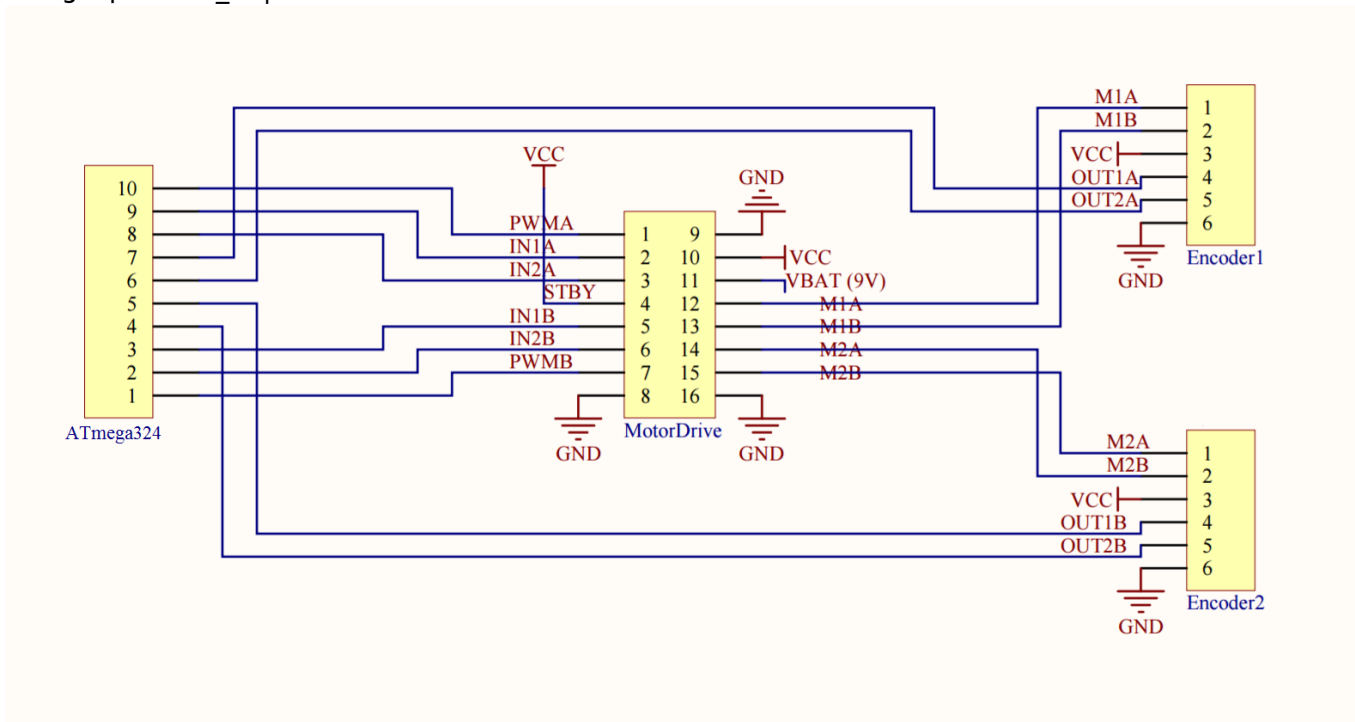 M1A
1
M1B
2
VCC
3
OUT1A
4
OUT2A
5
6
GND
Encoder1
10
9
8
7
6
5
4
3
2
1
ATmega324
VCC
GND
PWMA
1 9
IN1A
2 10
VCC
IN2A
3 11
VBAT (9V)
STBY
4 12
M1A
IN1B
5 13
M1B
IN2B
6 14
M2A
PWMB
7 15
M2B
8 16
GND
MotorDrive
GND
M2A
1
M2B
2
VCC
3
OUT1B
4
OUT2B
5
6
GND
Encoder2